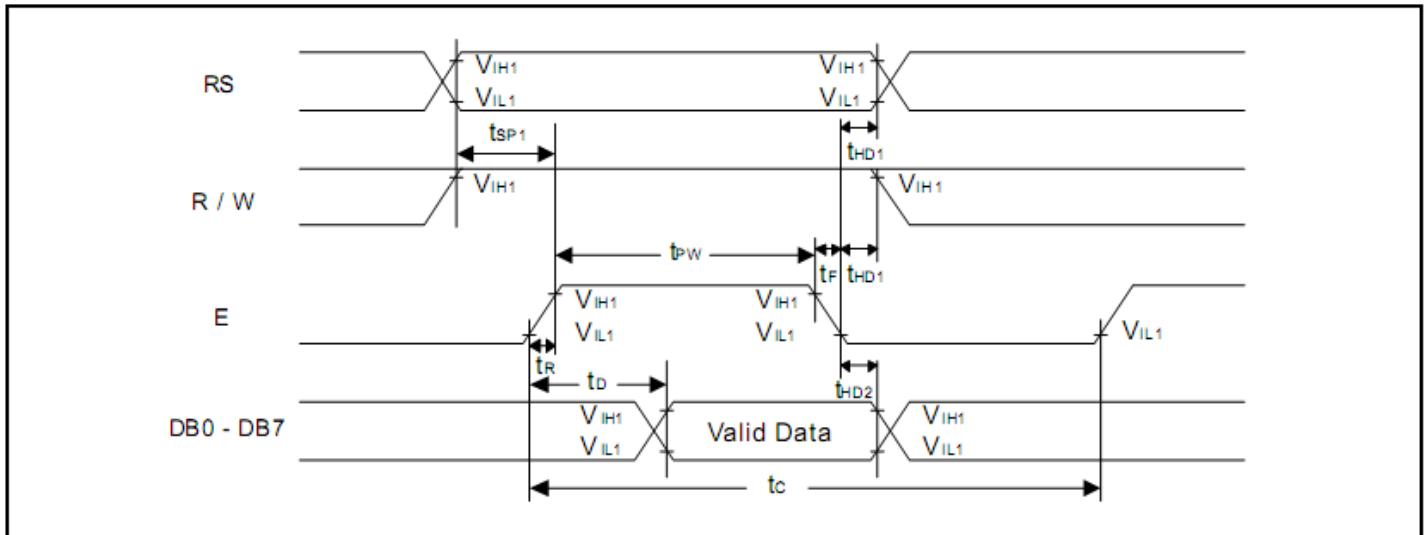 RS
VIH1
VIH1
VIL1
VIL1
tSP1
tHD1
R / W
VIH1
VIH1
tPW
tF
tHD1
E
VIH1
VIH1
VIL1
VIL1
VIL1
tR
tD
tHD2
DB0 - DB7
VIH1
Valid Data
VIH1
VIL1
VIL1
tC